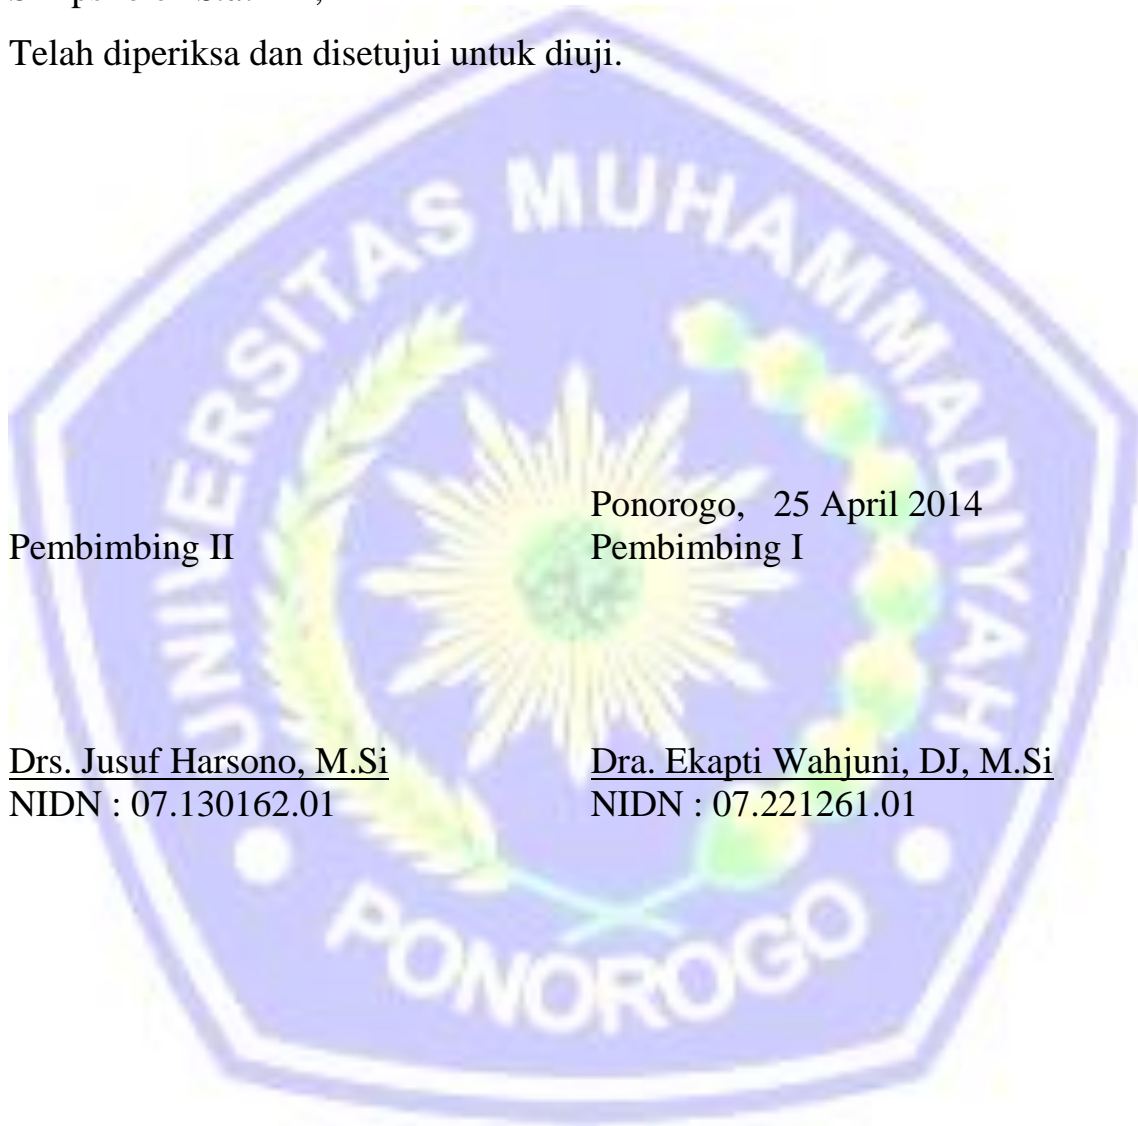 Telah diperiksa dan disetujui untuk diuji.
UNIVERSITAS MUHAMMADIYAH
Ponorogo, 25 April 2014
Pembimbing II Pembimbing I
Drs. Jusuf Harsono, M.Si Dra. Ekapti Wahjuni, DJ, M.Si
NIDN : 07.130162.01 NIDN : 07.221261.01
PONOROGO